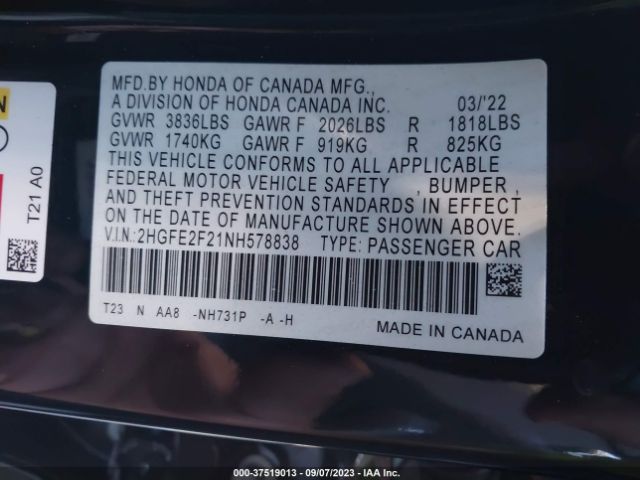 MFD.BY HONDA OF CANADA MFG.,
A DIVISION OF HONDA CANADA INC. 03/'22
GVWR 3836LBS GAWR F 2026LBS R 1818LBS
GVWR 1740KG GAWR F 919KG R 825KG
THIS VEHICLE CONFORMS TO ALL APPLICABLE
FEDERAL MOTOR VEHICLE SAFETY , BUMPER ,
AND THEFT PREVENTION STANDARDS IN EFFECT
ON THE DATE OF MANUFACTURE SHOWN ABOVE.
V.I.N.:2HGFE2F21NH578838 TYPE: PASSENGER CAR
T23 N AA8 -NH731P -A -H
MADE IN CANADA
N
T21 A0
000-37519013 - 09/07/2023 - IAA Inc.